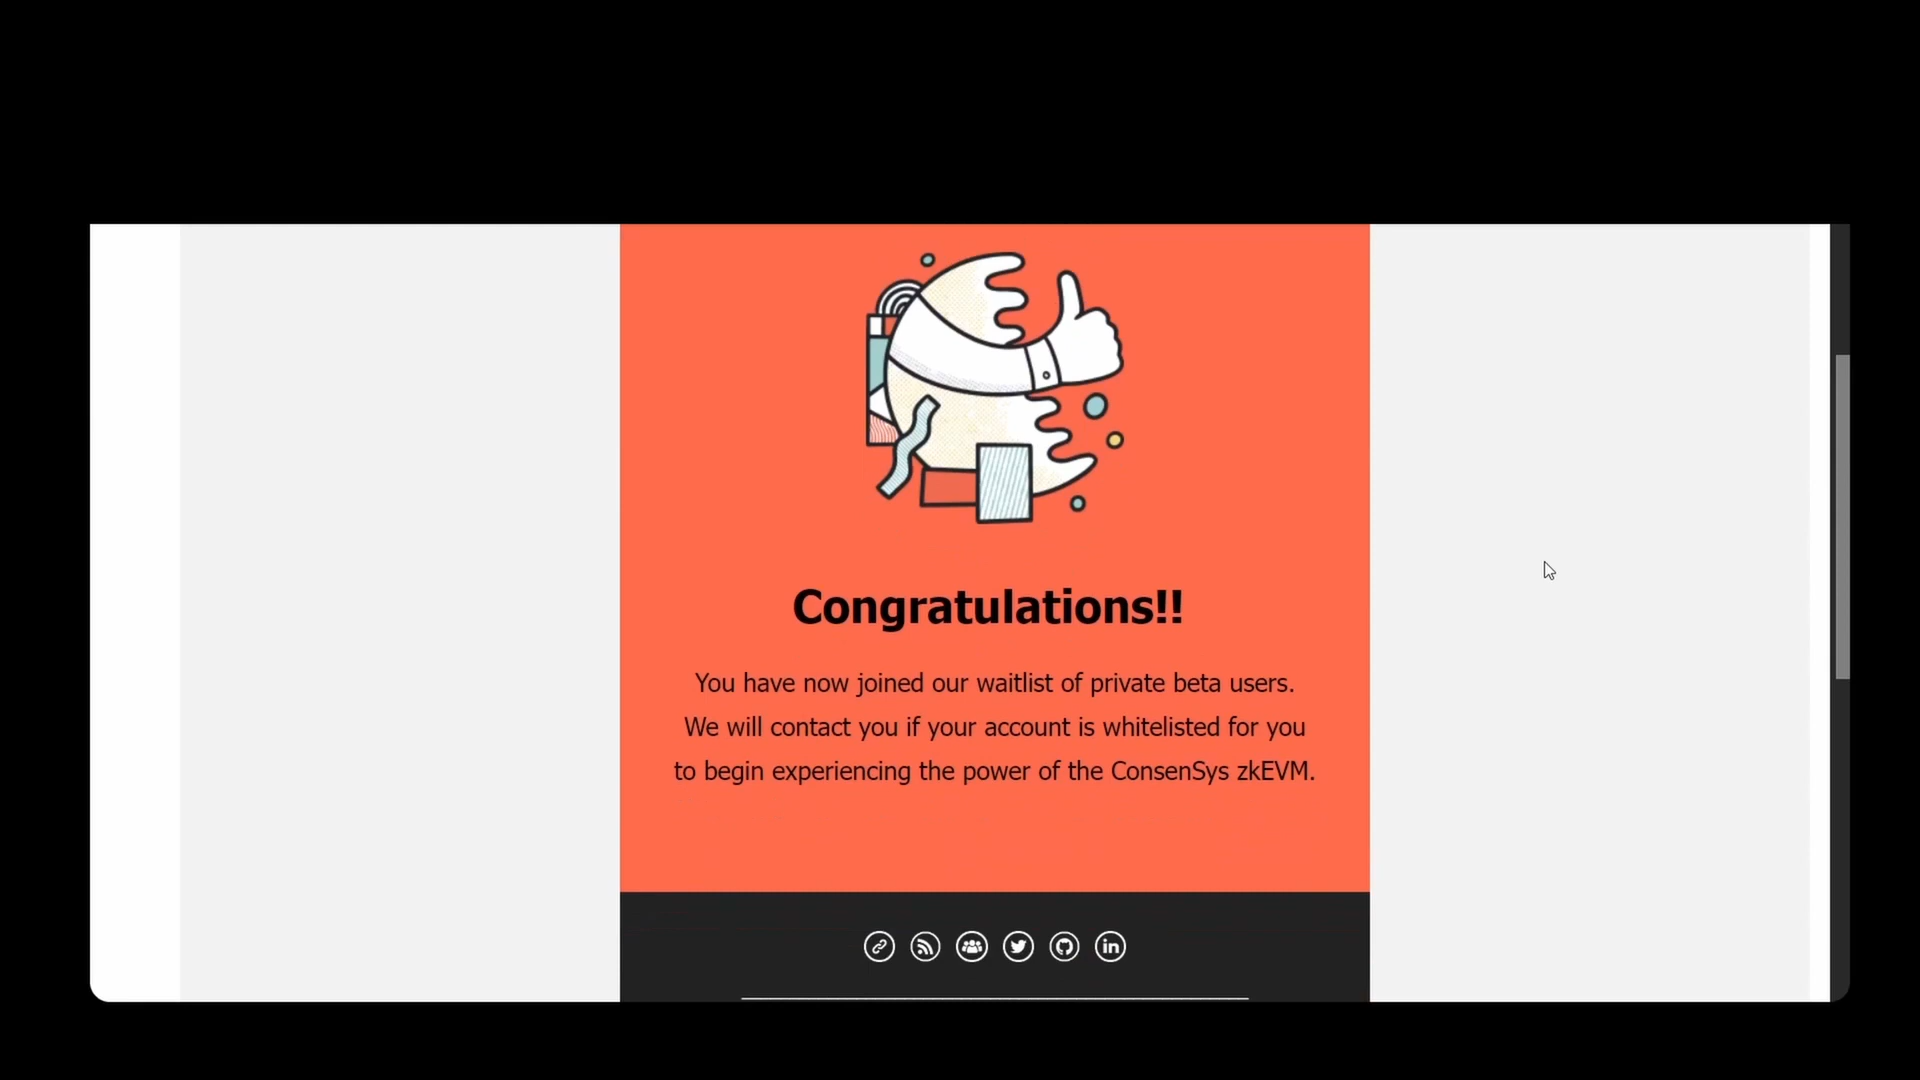 Congratulations!!
You have now joined our waitlist of private beta users.
We will contact you if your account is whitelisted for you
to begin experiencing the power of the ConsenSys zkEVM.
in